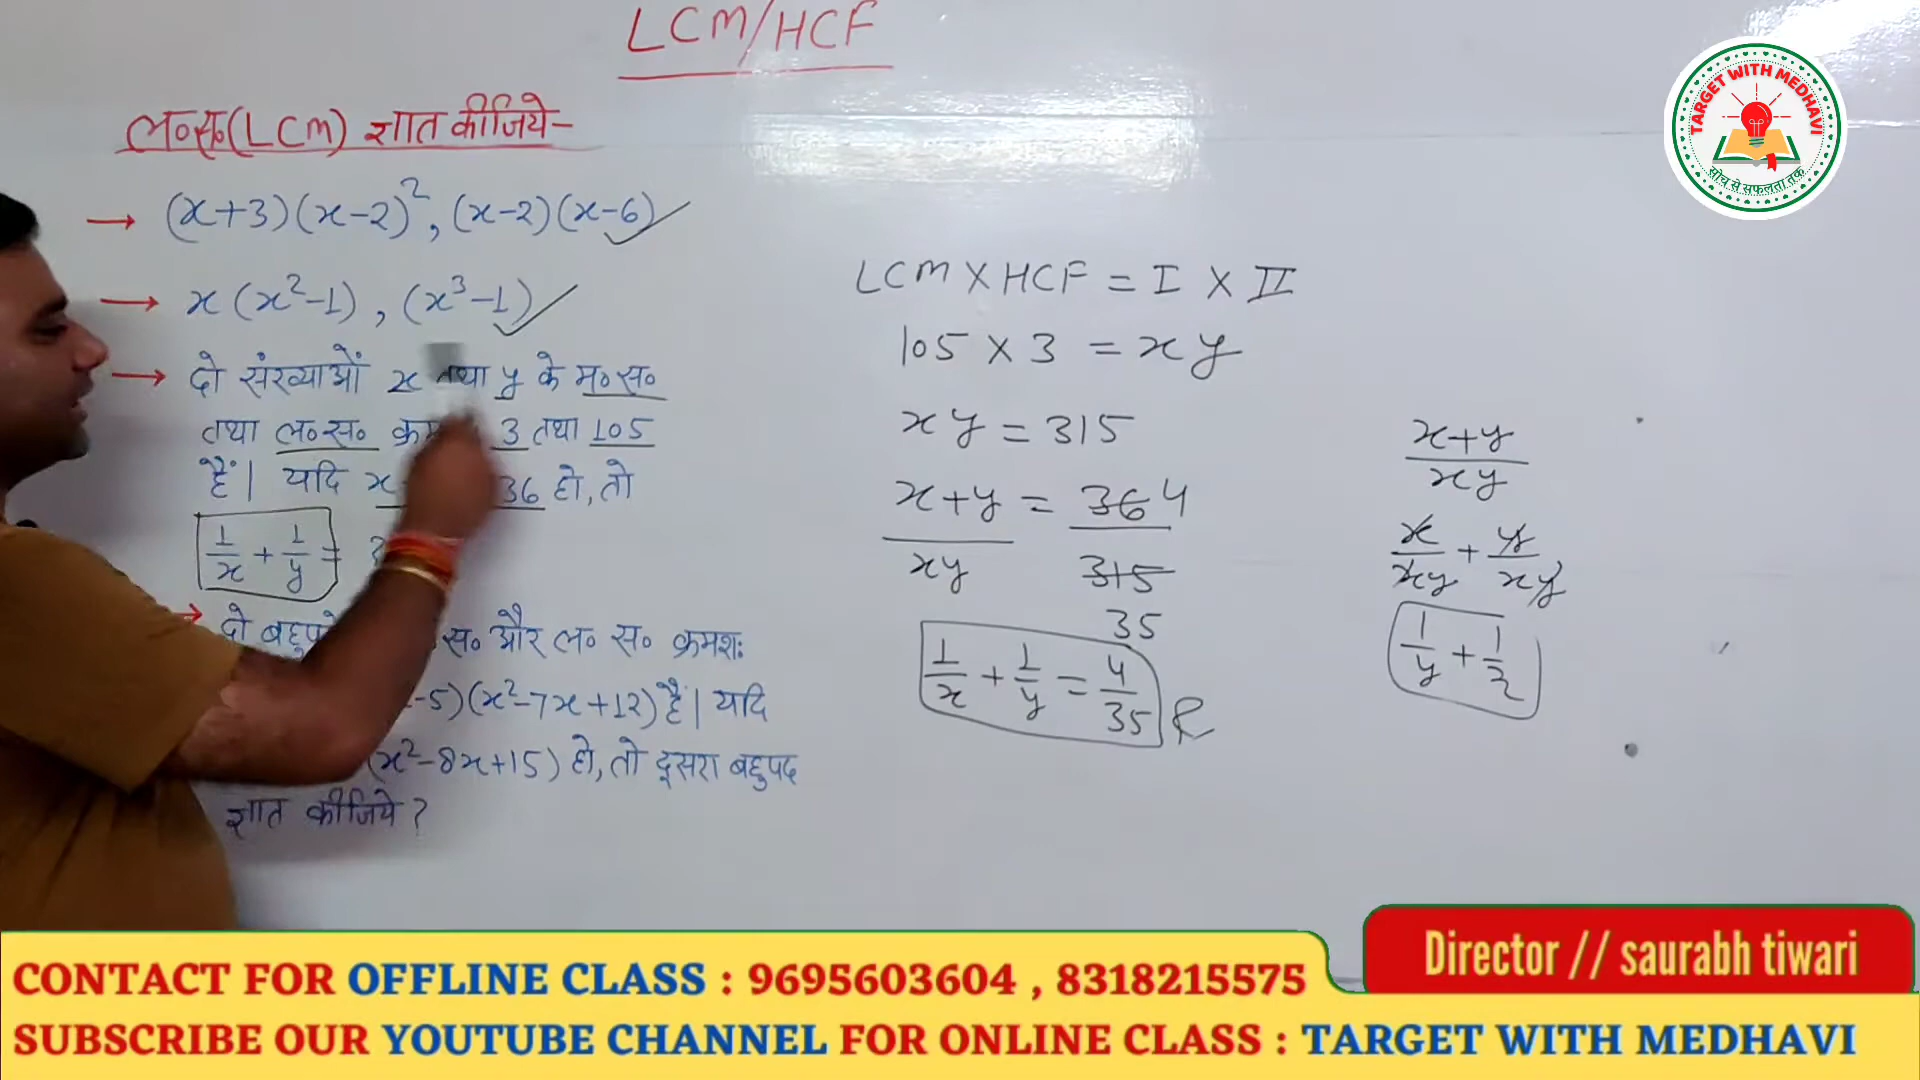 LCM/HCF
ल०स०(LCM) ज्ञात कीजिये-
→ (x+3)(x-2)², (x-2)(x-6)
→ x(x²-1), (x³-1)
→ दो संख्याओं x तथा y के म०स०
तथा ल०स० 3 तथा 105
हैं| यदि x 36 हो, तो
1/x + 1/y =
दो स० और ल० स० क्रमशः
-5)(x²-7x+12) हैं| यदि
(x²-8x+15) हो, तो दूसरा बहुपद
ज्ञात कीजिये?
LCM X HCF = I X II
105 X 3 = xy
xy = 315
x+y/xy = 36 4/315 35
1/x + 1/y = 4/35
x+y/xy
x/xy + y/xy
1/y + 1/x
TARGET WITH MEDHAVI
सोच से सफलता तक
Director // saurabh tiwari
CONTACT FOR OFFLINE CLASS : 9695603604 , 8318215575
SUBSCRIBE OUR YOUTUBE CHANNEL FOR ONLINE CLASS : TARGET WITH MEDHAVI